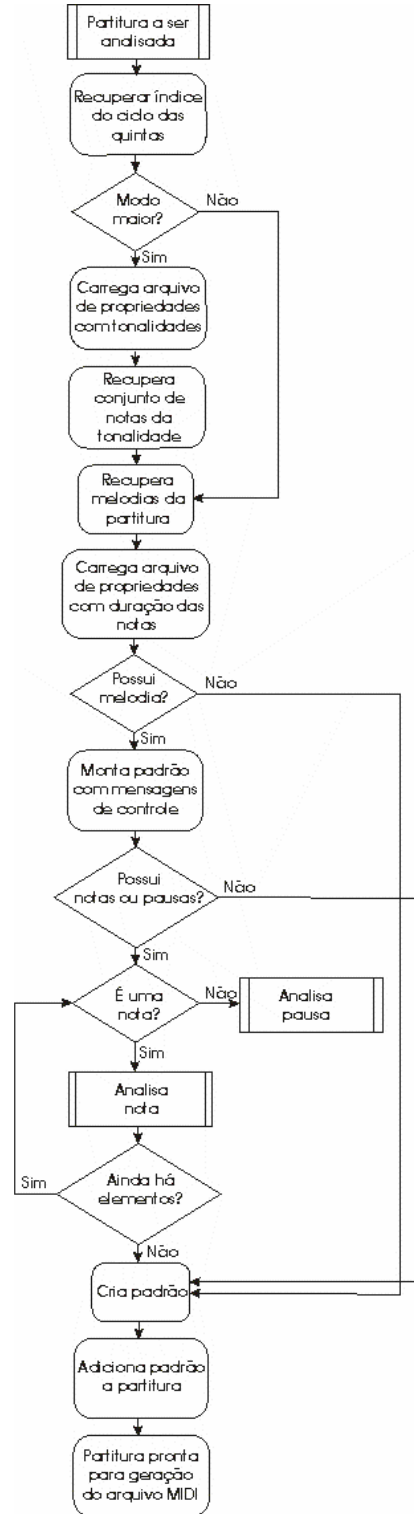 Partitura a ser
analisada
Recuperar índice
do ciclo das
quintas
Modo
maior?
Não
Sim
Carrega arquivo
de propriedades
com tonalidades
Recupera
conjunto de
notas da
tonalidade
Recupera
melodias da
partitura
Carrega arquivo
de propriedades
com duração das
notas
Possui
melodia?
Não
Sim
Monta padrão
com mensagens
de controle
Possui
notas ou pausas?
Não
Sim
É uma
nota?
Não
Analisa
pausa
Sim
Analisa
nota
Ainda há
elementos?
Sim
Não
Cria padrão
Adiciona padrão
a partitura
Partitura pronta
para geração
do arquivo MIDI